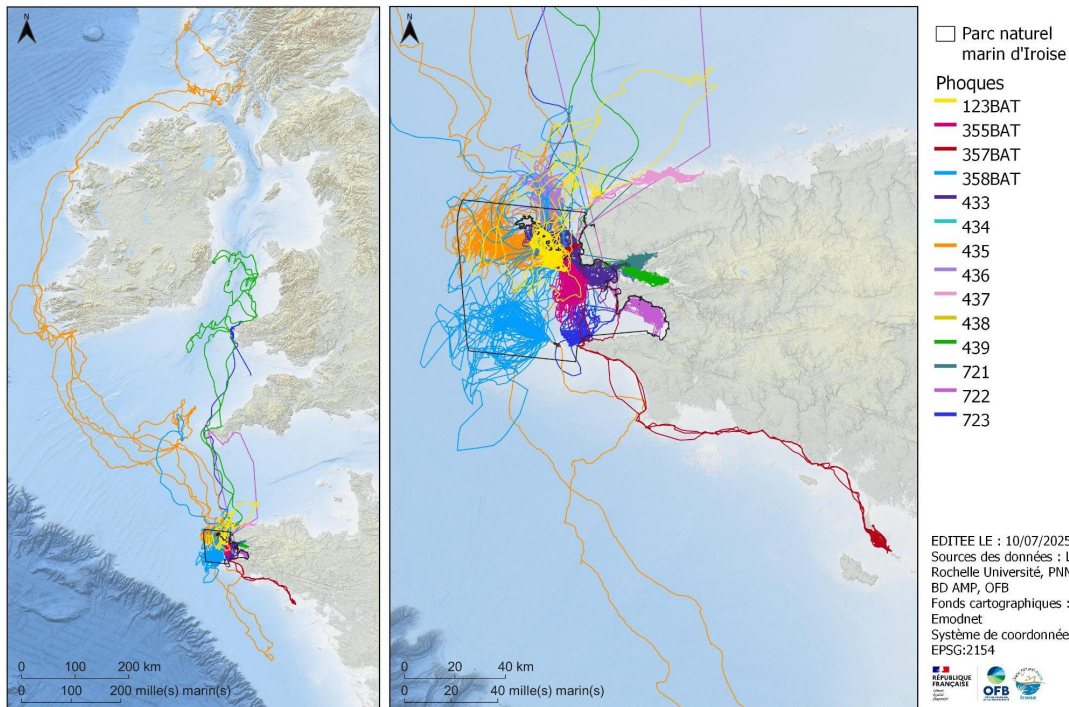 N
N
0 200 km
0 200 mille(s) marin(s)
0 20 40 km
0 20 40 mille(s) marin(s)
Parc naturel
marin d'Iroise
Phoques
123BAT
355BAT
357BAT
358BAT
433
434
435
436
437
438
439
721
722
723
EDITEE LE : 10/07/2025
Sources des données : L
Rochelle Université, PNM
BD AMP, OFB
Fonds cartographiques :
Emodnet
Système de coordonnée
EPSG:2154
RÉPUBLIQUE
FRANÇAISE
OFB
Iroise